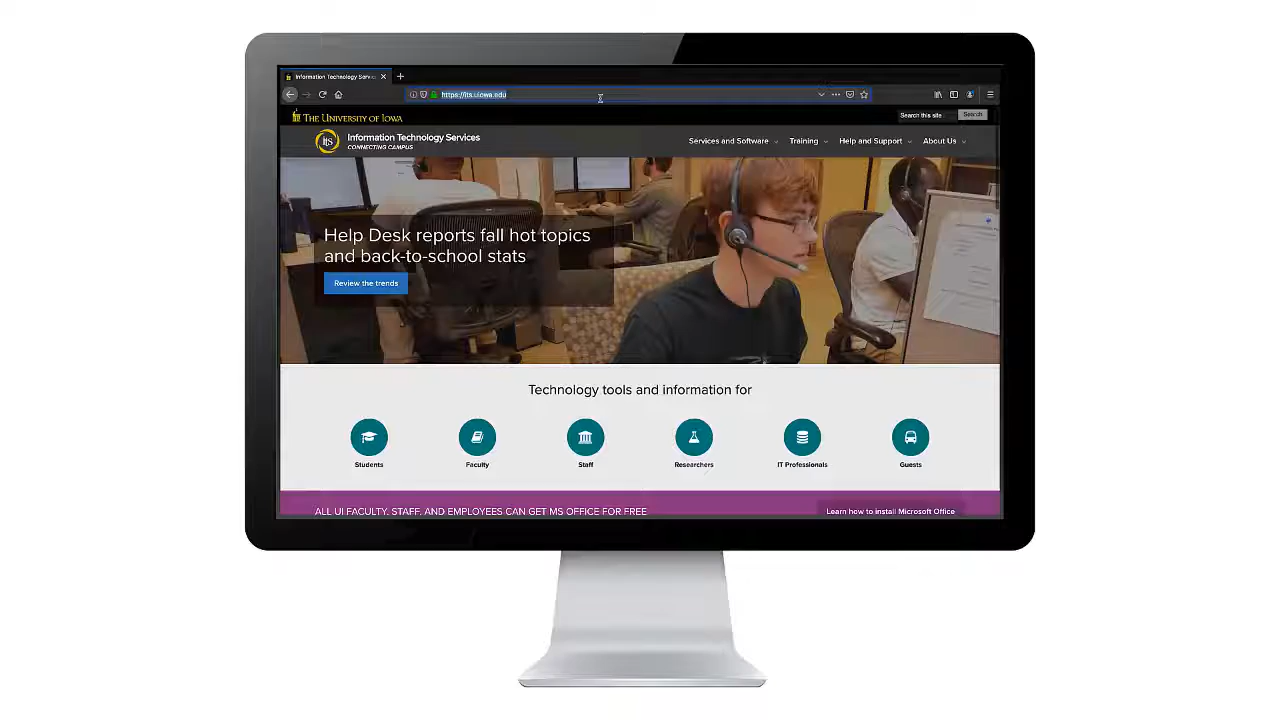 Information Technology Servic
https://its.uiowa.edu
THE UNIVERSITY OF IOWA
Search this site
Search
ITS
Information Technology Services
CONNECTING CAMPUS
Services and Software
Training
Help and Support
About Us
Help Desk reports fall hot topics
and back-to-school stats
Review the trends
Technology tools and information for
Students
Faculty
Staff
Researchers
IT Professionals
Guests
ALL UI FACULTY, STAFF, AND EMPLOYEES CAN GET MS OFFICE FOR FREE
Learn how to install Microsoft Office